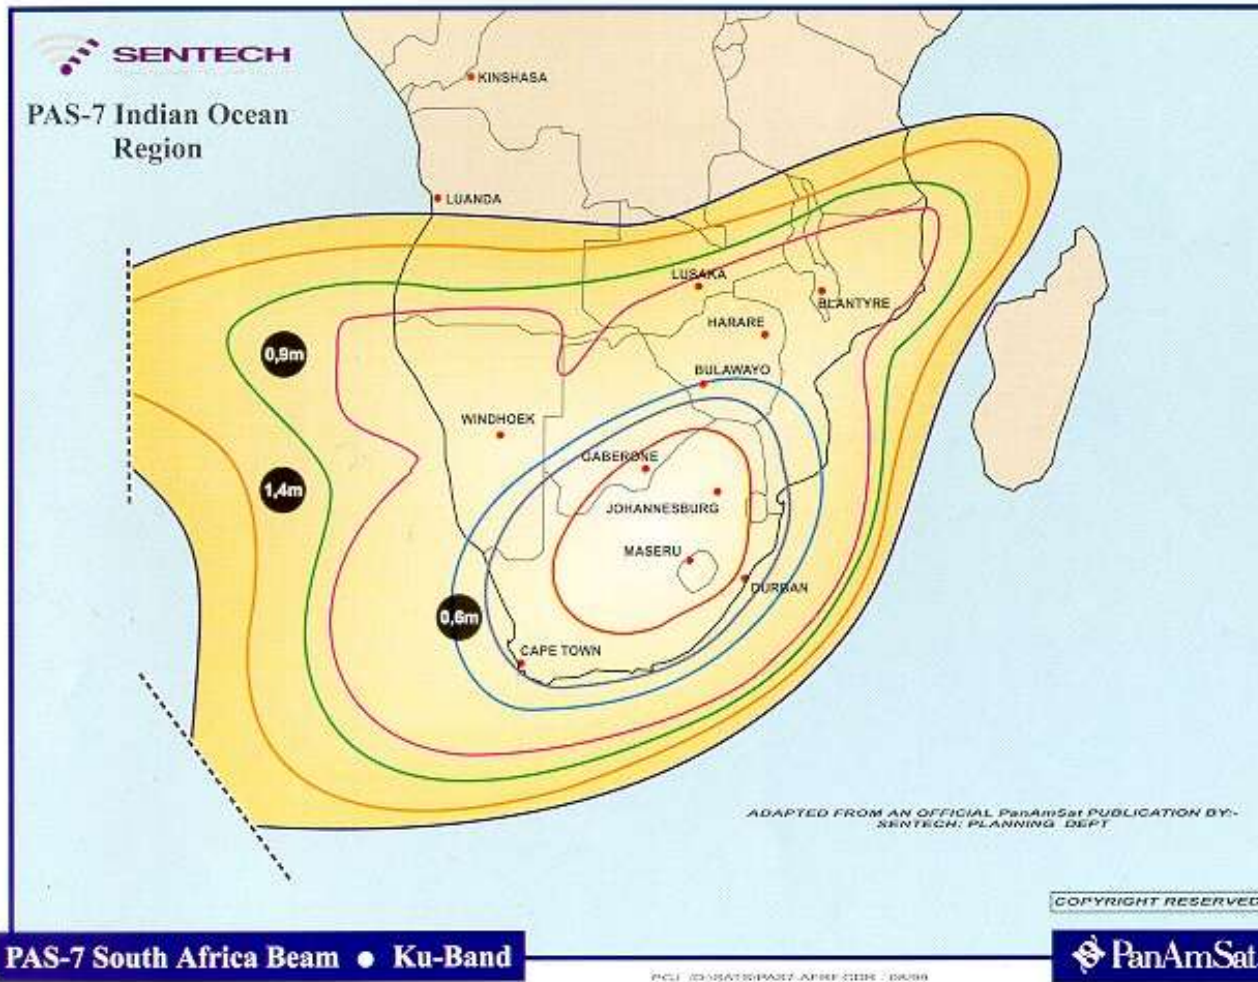 SENTECH
PAS-7 Indian Ocean
Region
KINSHASA
LUANDA
LUSAKA
BLANTYRE
HARARE
0,9m
BULAWAYO
WINDHOEK
GABERONE
1,4m
JOHANNESBURG
MASERU
DURBAN
0,6m
CAPE TOWN
ADAPTED FROM AN OFFICIAL PanAmSat PUBLICATION BY:-
SENTECH: PLANNING DEPT
COPYRIGHT RESERVED
PAS-7 South Africa Beam ● Ku-Band
PanAmSat